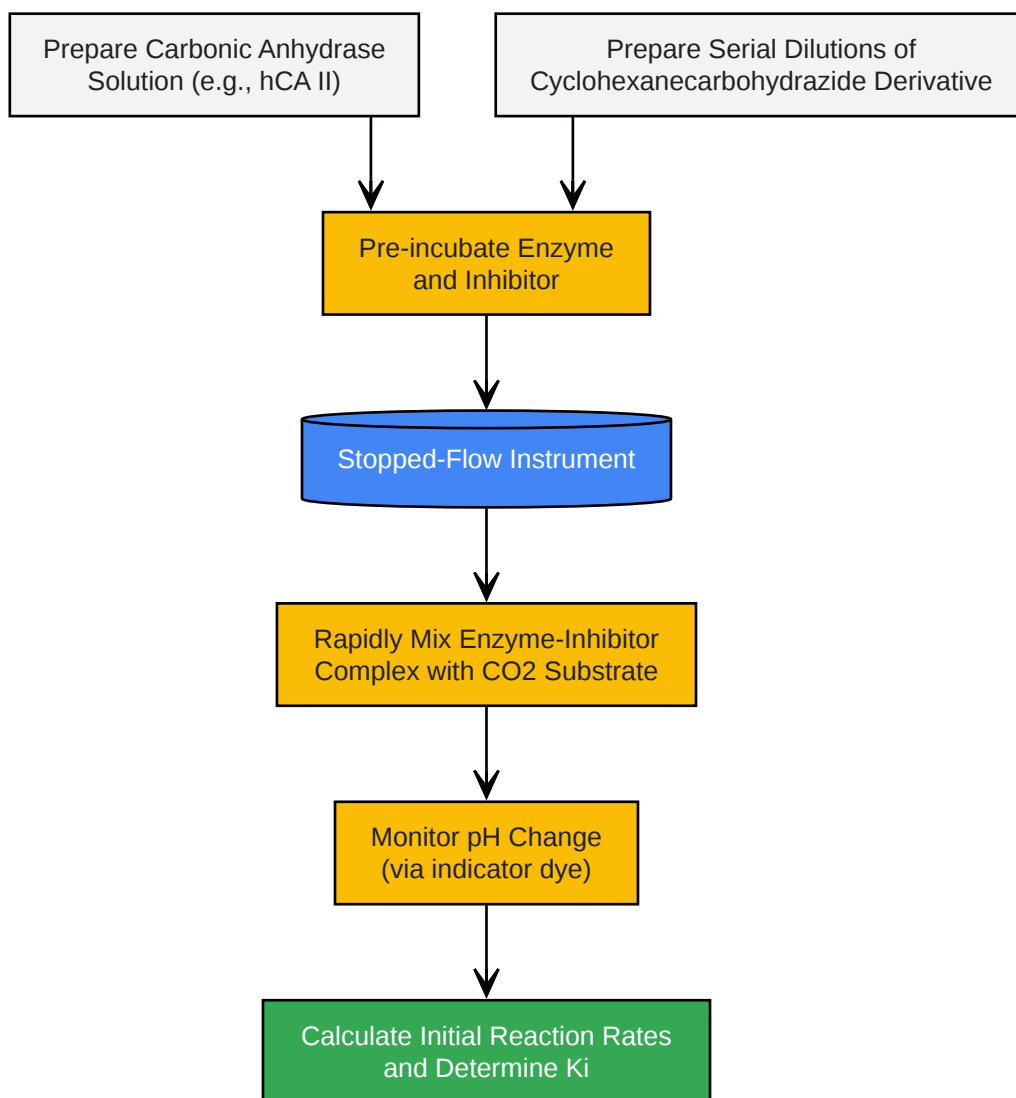 Prepare Carbonic Anhydrase
Solution (e.g., hCA II)
Prepare Serial Dilutions of
Cyclohexanecarbohydrazide Derivative
Pre-incubate Enzyme
and Inhibitor
Stopped-Flow Instrument
Rapidly Mix Enzyme-Inhibitor
Complex with CO2 Substrate
Monitor pH Change
(via indicator dye)
Calculate Initial Reaction Rates
and Determine Ki